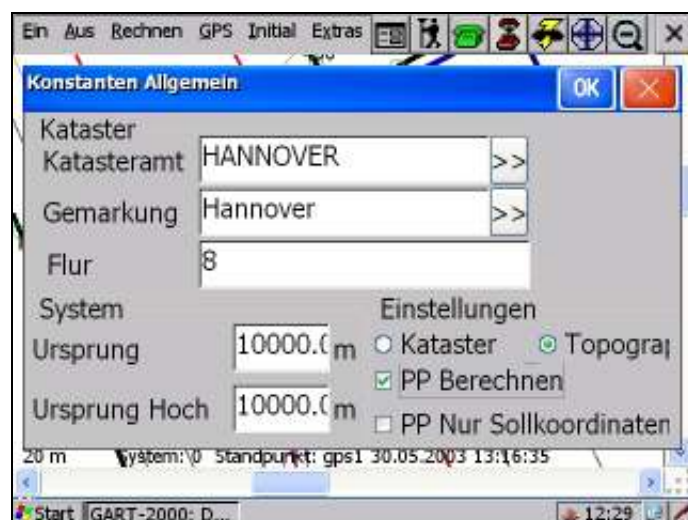 Ein Aus Rechnen GPS Initial Extras
Konstanten Allgemein OK
Kataster
Katasteramt HANNOVER >>
Gemarkung Hannover >>
Flur 8
System Einstellungen
Ursprung 10000.( m Kataster Topograp
PP Berechnen
Ursprung Hoch 10000.( m PP Nur Sollkoordinaten
20 m System:\0 Standpunkt: gps1 30.05.2003 13:16:35
Start GART-2000: D... 12:29